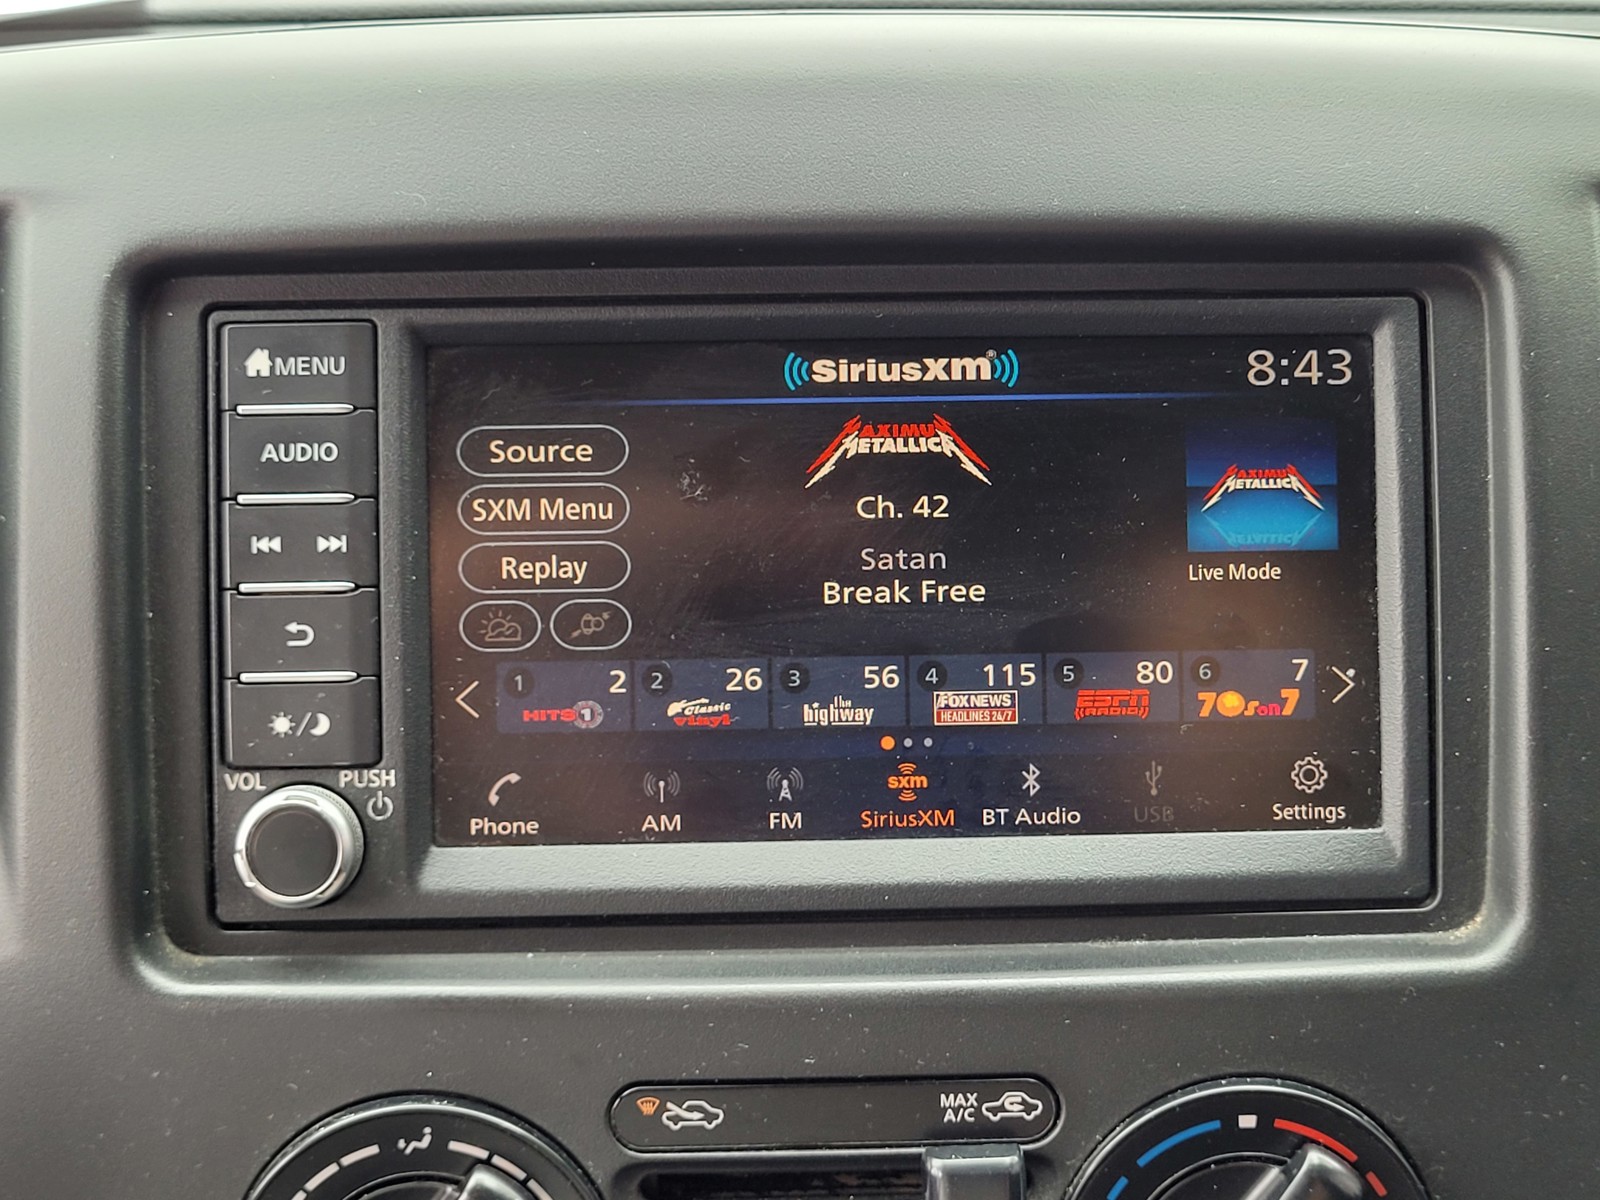 MENU
AUDIO
VOL
PUSH
((SiriusXM®))
8:43
MAXIMUM
METALLICA
Ch. 42
Satan
Break Free
Source
SXM Menu
Replay
MAXIMUM
METALLICA
Live Mode
1 2 HITS 1
2 26 Classic Vinyl
3 56 the highway
4 115 FOX NEWS HEADLINES 24/7
5 80 ESPN RADIO
6 7 70s on 7
Phone
AM
FM
sxm
SiriusXM
BT Audio
USB
Settings
MAX
A/C